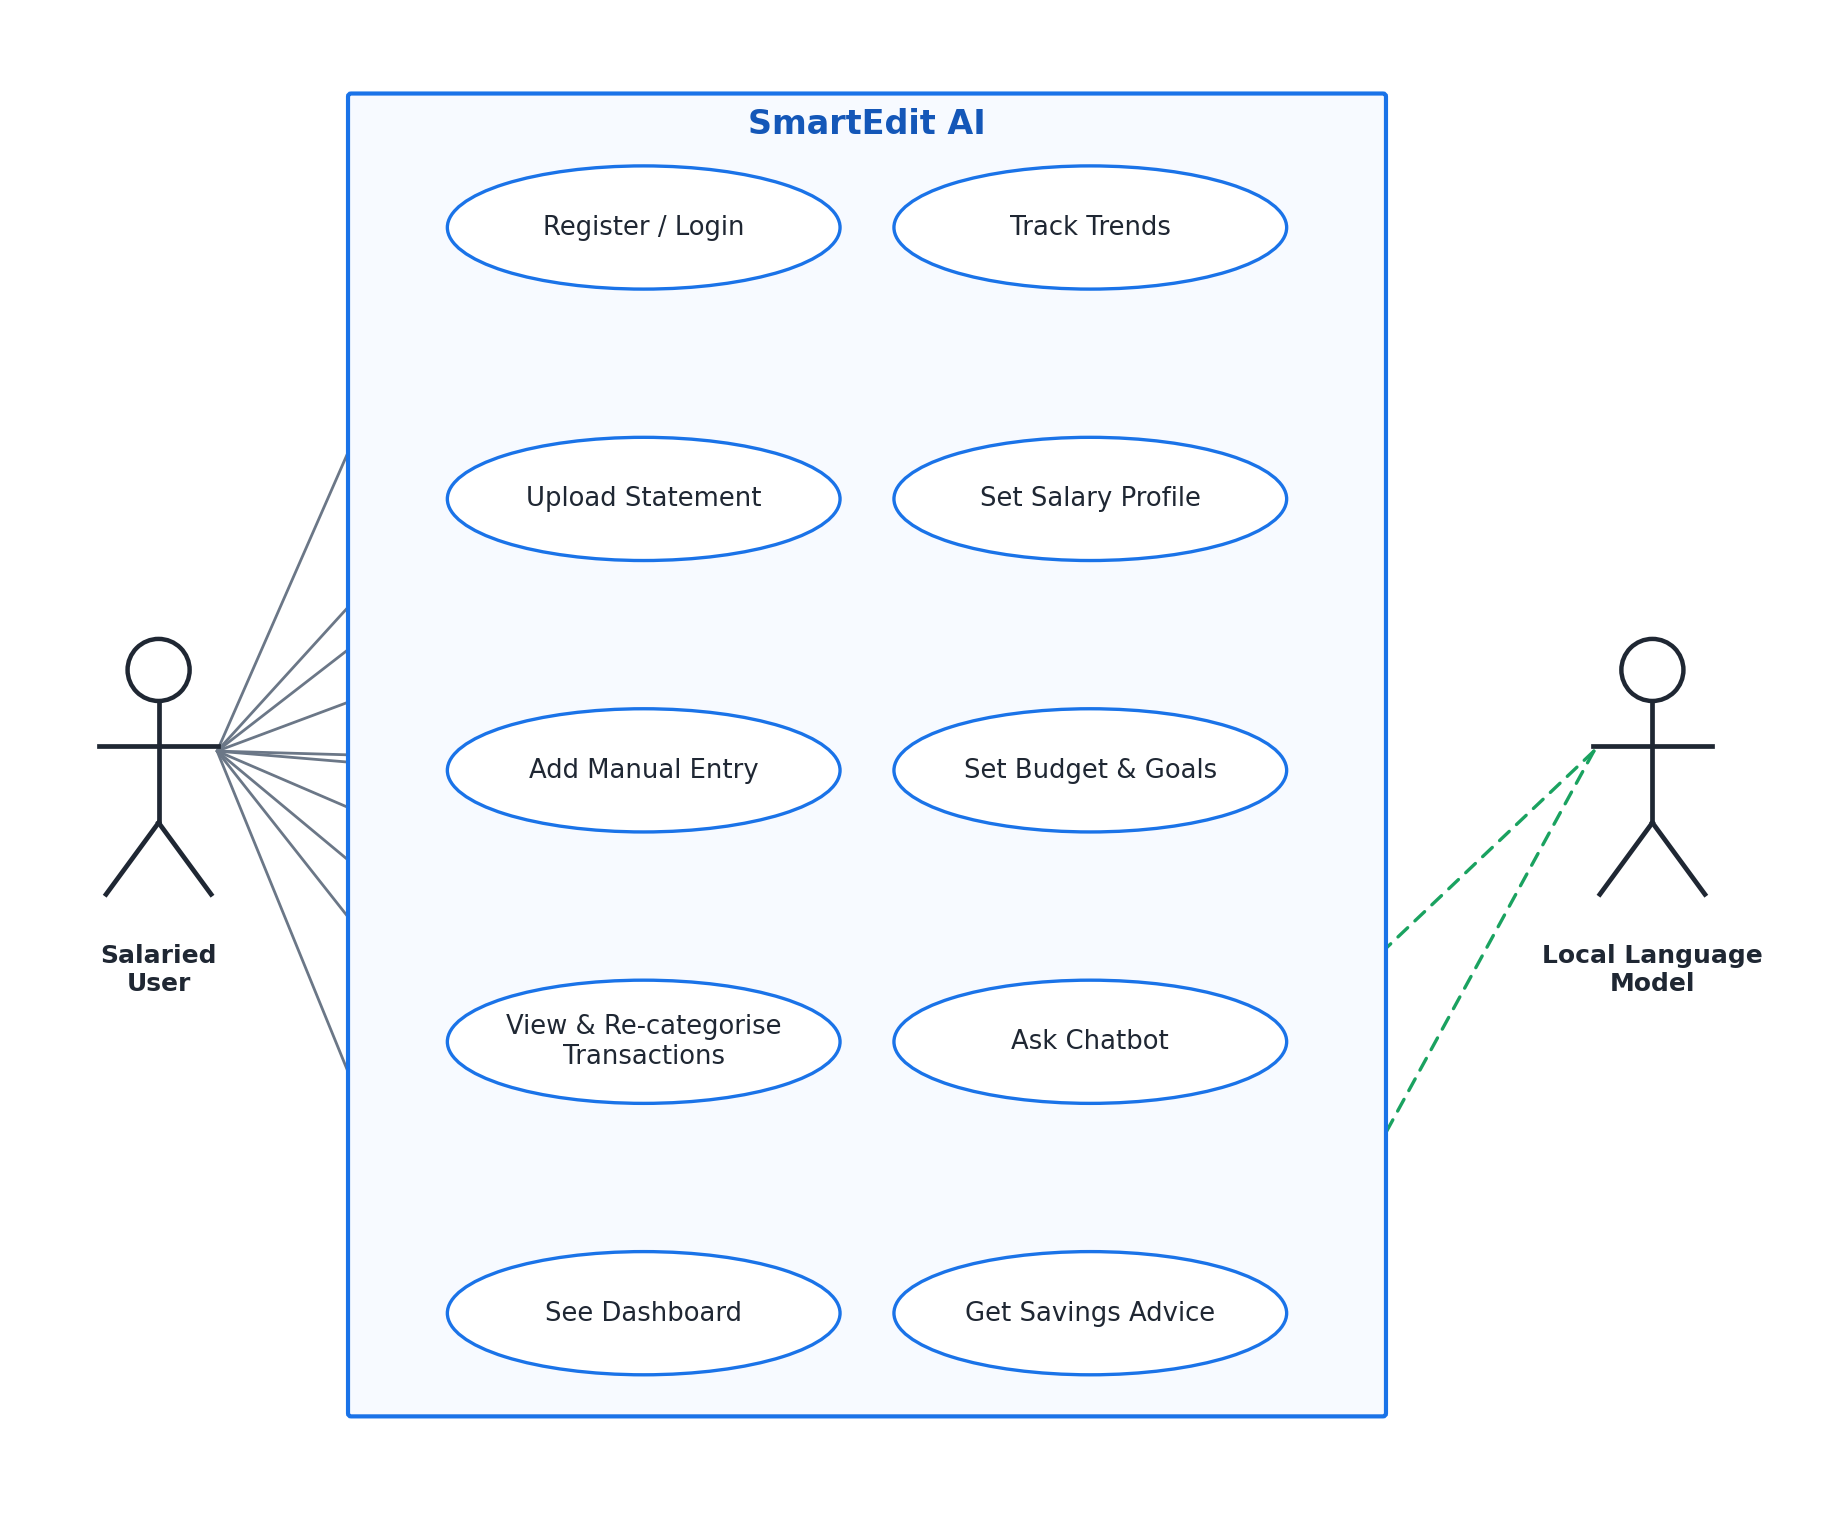 SmartEdit AI
Register / Login
Track Trends
Upload Statement
Set Salary Profile
Add Manual Entry
Set Budget & Goals
View & Re-categorise
Transactions
Ask Chatbot
See Dashboard
Get Savings Advice
Salaried
User
Local Language
Model